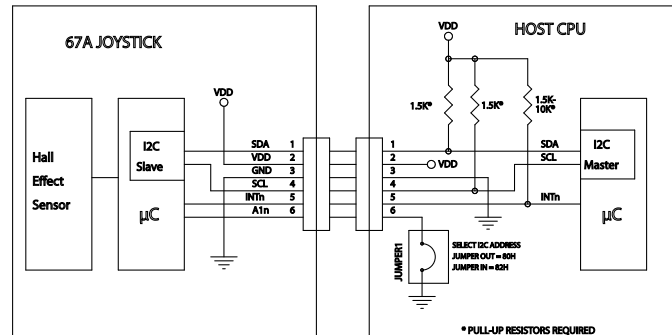 67A JOYSTICK
HOST CPU
VDD
VDD
1.5K*
1.5K*
1.5K-
10K*
Hall
Effect
Sensor
I2C
Slave
µC
SDA 1
VDD 2
GND 3
SCL 4
INTn 5
A1n 6
1
2
3
4
5
6
VDD
SDA
SCL
INTn
I2C
Master
µC
JUMPER1
SELECT I2C ADDRESS
JUMPER OUT = 80H
JUMPER IN = 82H
* PULL-UP RESISTORS REQUIRED